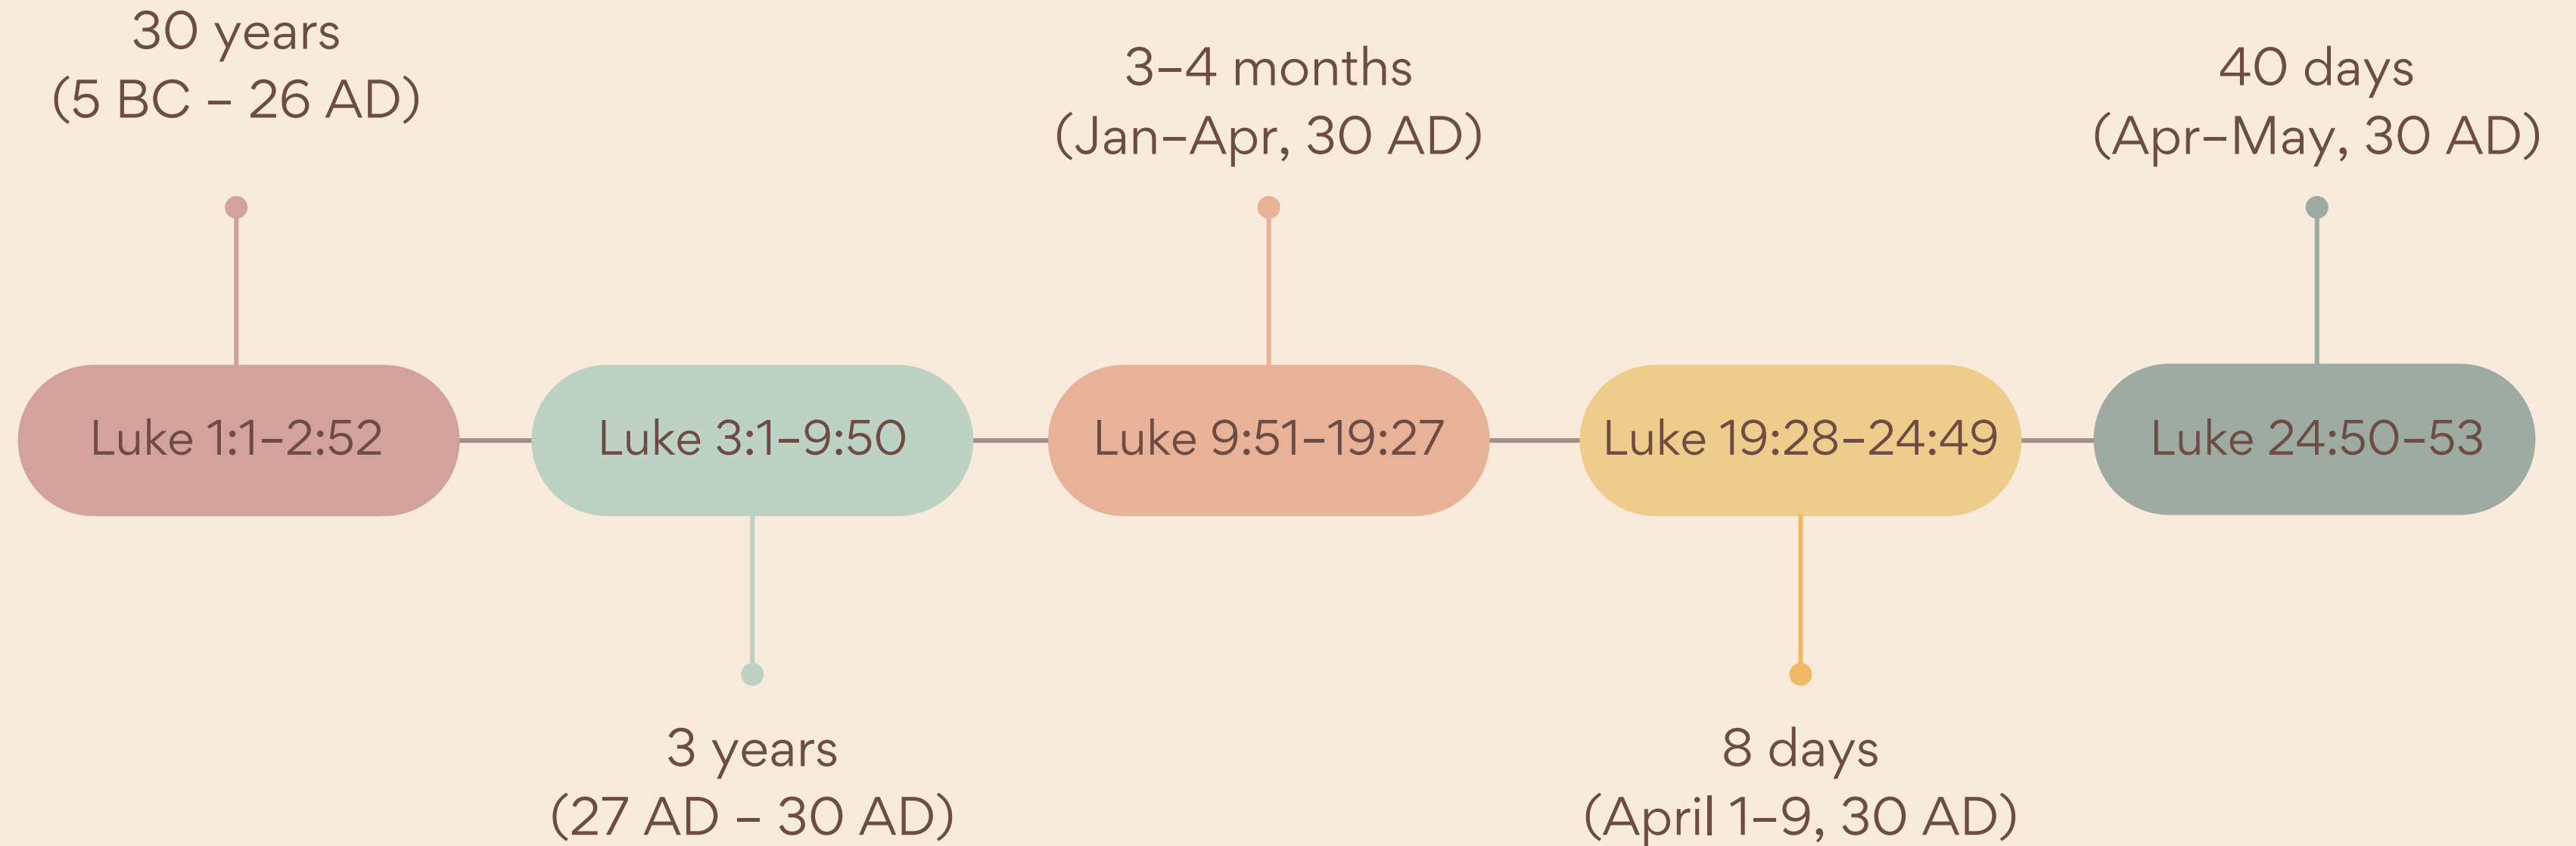 30 years
(5 BC – 26 AD)
3–4 months
(Jan–Apr, 30 AD)
40 days
(Apr–May, 30 AD)
Luke 1:1–2:52
Luke 3:1–9:50
Luke 9:51–19:27
Luke 19:28–24:49
Luke 24:50–53
3 years
(27 AD – 30 AD)
8 days
(April 1–9, 30 AD)